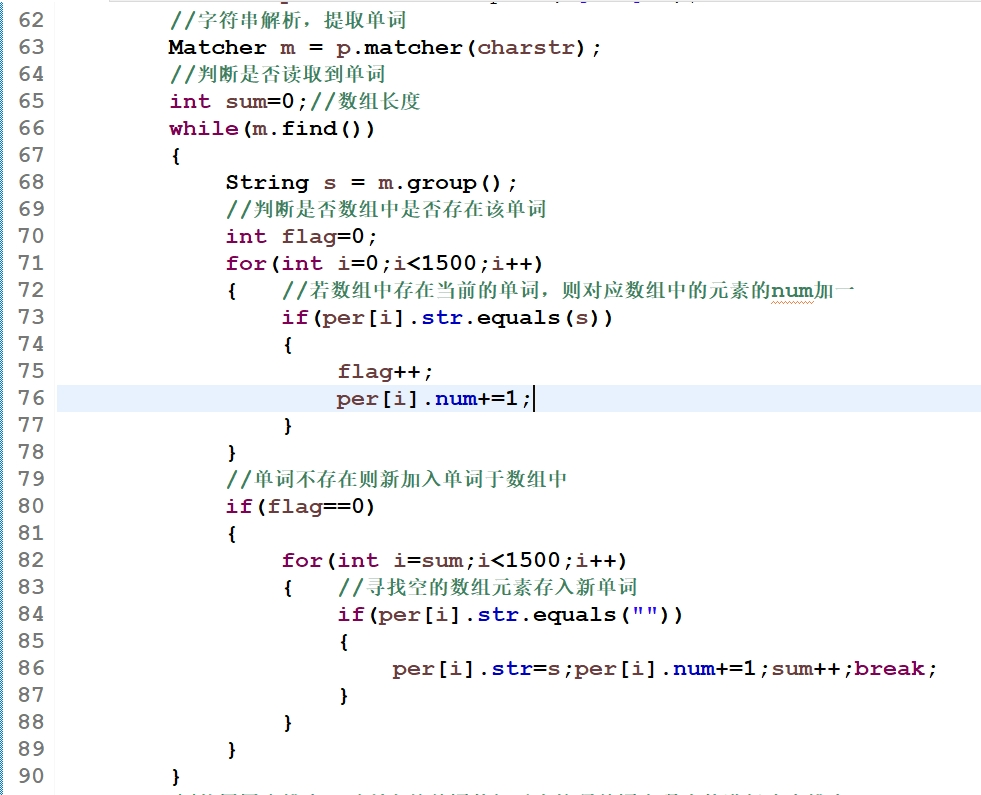 62 //字符串解析，提取单词
63 Matcher m = p.matcher(charstr);
64 //判断是否读取到单词
65 int sum=0;//数组长度
66 while(m.find())
67 {
68 String s = m.group();
69 //判断是否数组中是否存在该单词
70 int flag=0;
71 for(int i=0;i<1500;i++)
72 { //若数组中存在当前的单词，则对应数组中的元素的num加一
73 if(per[i].str.equals(s))
74 {
75 flag++;
76 per[i].num+=1;
77 }
78 }
79 //单词不存在则新加入单词于数组中
80 if(flag==0)
81 {
82 for(int i=sum;i<1500;i++)
83 { //寻找空的数组元素存入新单词
84 if(per[i].str.equals(""))
85 {
86 per[i].str=s;per[i].num+=1;sum++;break;
87 }
88 }
89 }
90 }